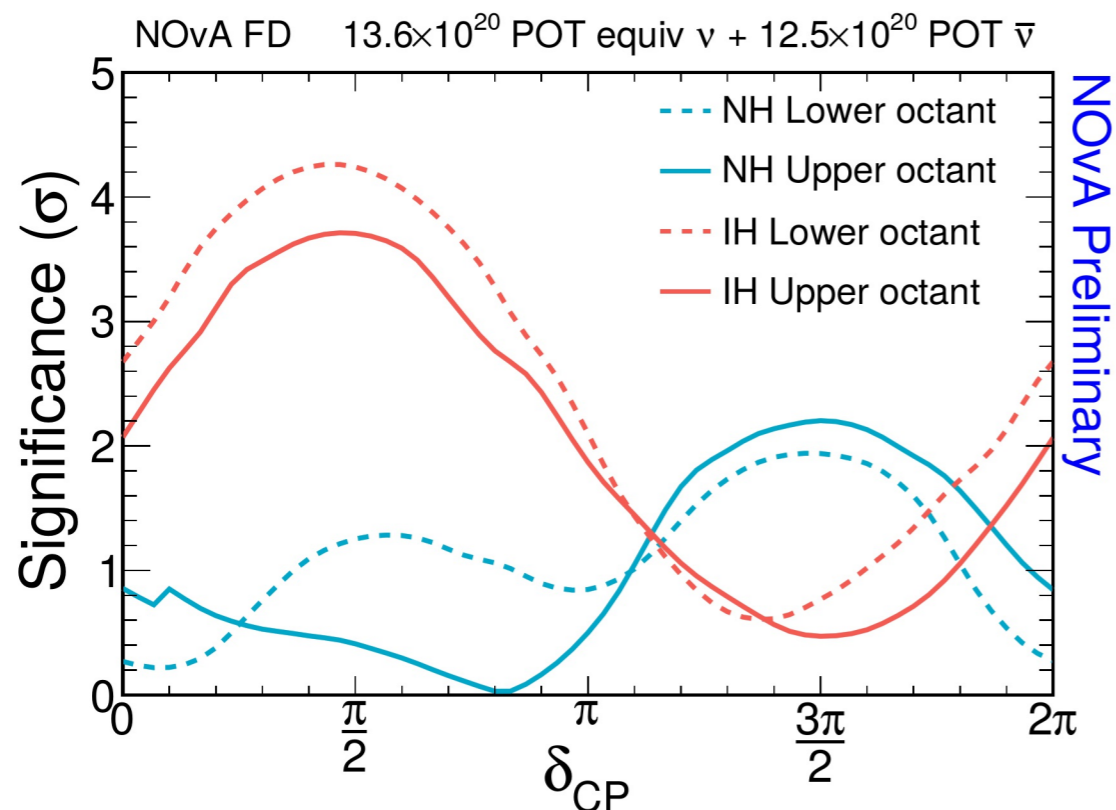 NOvA FD 13.6×10²⁰ POT equiv ν + 12.5×10²⁰ POT ν̅
5
4
3
2
1
0
Significance (σ)
NH Lower octant
NH Upper octant
IH Lower octant
IH Upper octant
NOvA Preliminary
0 π/2 π 3π/2 2π
δ_CP